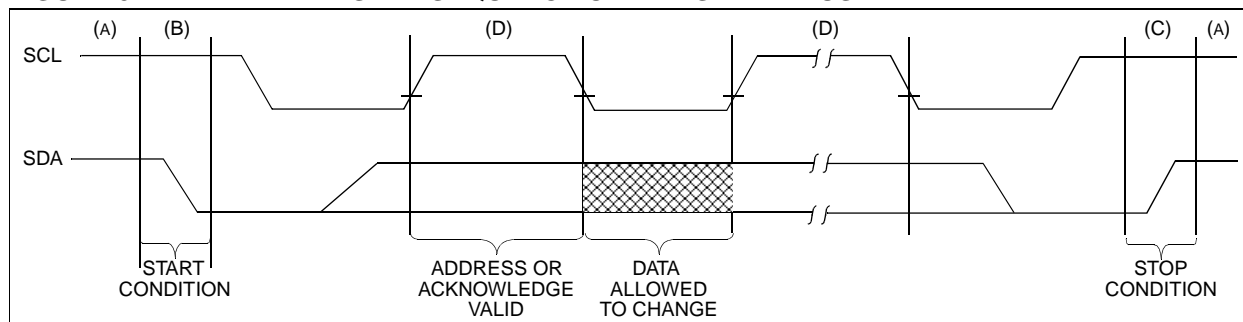 (A) (B) (D) (D) (C) (A)
SCL
SDA
START
CONDITION
ADDRESS OR
ACKNOWLEDGE
VALID
DATA
ALLOWED
TO CHANGE
STOP
CONDITION